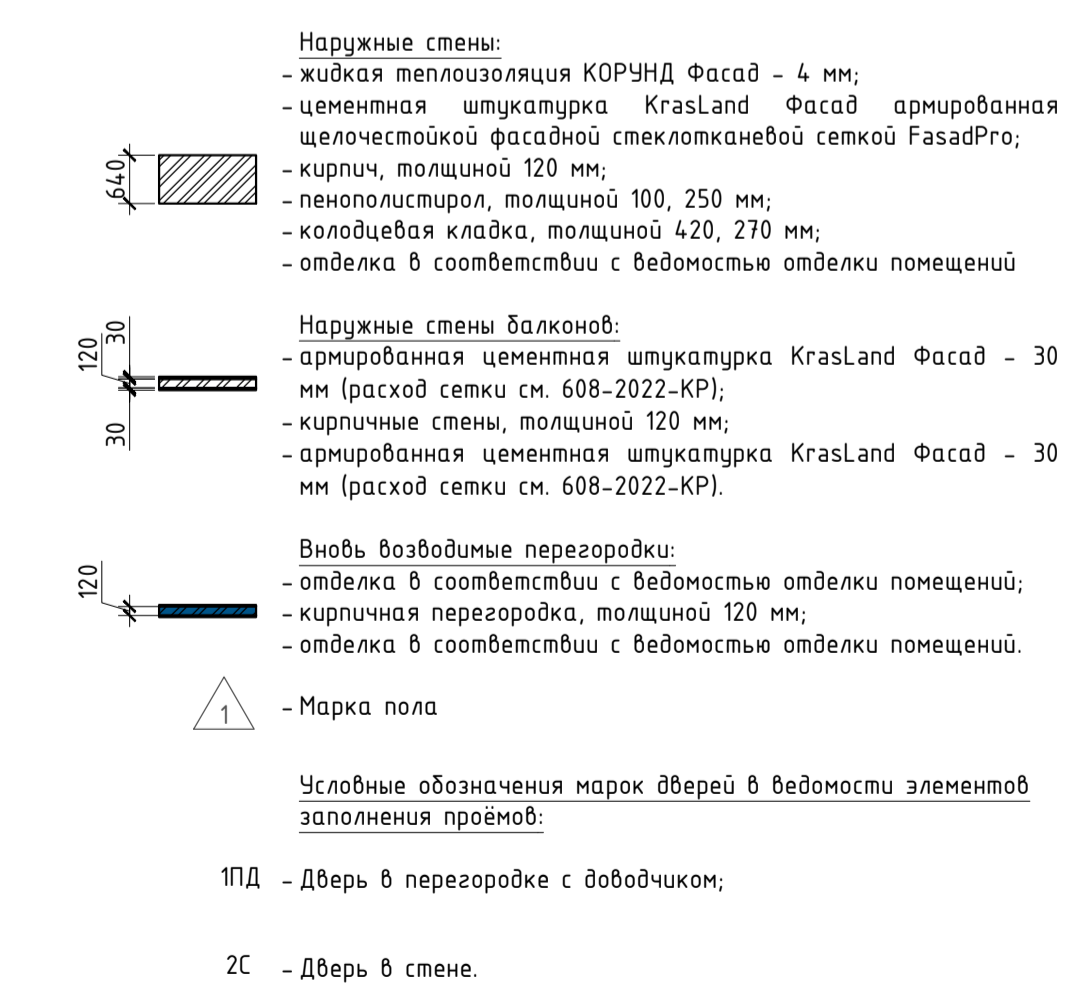 Наружные стены:
- жидкая теплоизоляция КОРУНД Фасад - 4 мм;
- цементная штукатурка KrasLand Фасад армированная
щелочестойкой фасадной стеклотканевой сеткой FasadPro;
640
- кирпич, толщиной 120 мм;
- пенополистирол, толщиной 100, 250 мм;
- колодцевая кладка, толщиной 420, 270 мм;
- отделка в соответствии с ведомостью отделки помещений
Наружные стены балконов:
120
30
30
- армированная цементная штукатурка KrasLand Фасад - 30
мм (расход сетки см. 608-2022-КР);
- кирпичные стены, толщиной 120 мм;
- армированная цементная штукатурка KrasLand Фасад - 30
мм (расход сетки см. 608-2022-КР).
Вновь возводимые перегородки:
120
- отделка в соответствии с ведомостью отделки помещений;
- кирпичная перегородка, толщиной 120 мм;
- отделка в соответствии с ведомостью отделки помещений.
1 - Марка пола
Условные обозначения марок дверей в ведомости элементов
заполнения проёмов:
1ПД - Дверь в перегородке с доводчиком;
2С - Дверь в стене.